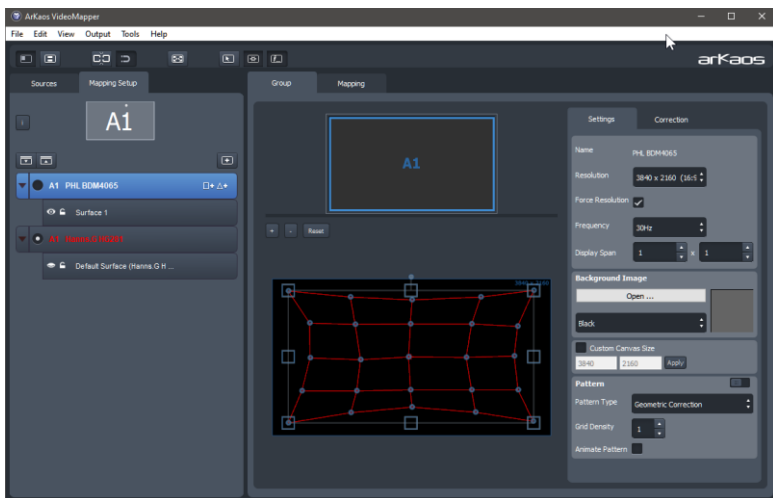 ArKaos VideoMapper
File Edit View Output Tools Help
arkaos
Sources Mapping Setup
Group Mapping
A1
A1 PHL BDM4065
Surface 1
A1
Default Surface (Hanns.G H ...
A1
+ - Reset
3840 x 2160
Settings Correction
Name PHL BDM4065
Resolution 3840 x 2160 (16:9
Force Resolution
Frequency 30Hz
Display Span 1 x 1
Background Image
Open ...
Black
Custom Canvas Size
3840 2160 Apply
Pattern
Pattern Type Geometric Correction
Grid Density 1
Animate Pattern